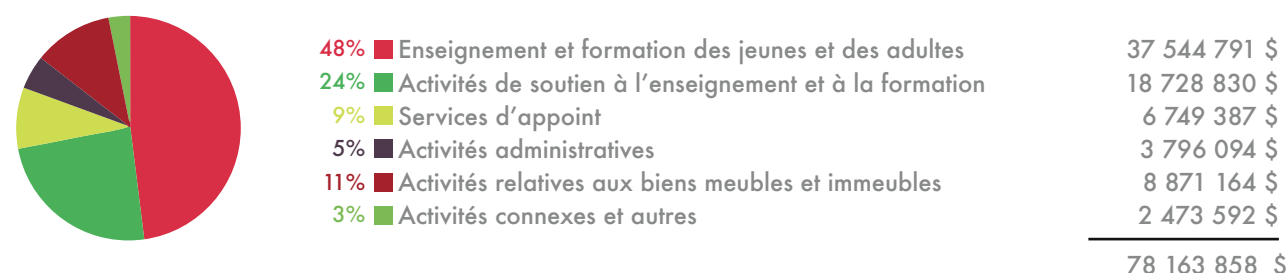 48% Enseignement et formation des jeunes et des adultes 37 544 791 $
24% Activités de soutien à l'enseignement et à la formation 18 728 830 $
9% Services d'appoint 6 749 387 $
5% Activités administratives 3 796 094 $
11% Activités relatives aux biens meubles et immeubles 8 871 164 $
3% Activités connexes et autres 2 473 592 $
78 163 858 $